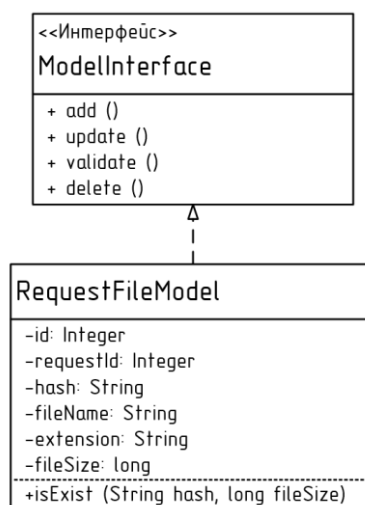 <<Интерфейс>>
ModelInterface
+ add ()
+ update ()
+ validate ()
+ delete ()
RequestFileModel
-id: Integer
-requestId: Integer
-hash: String
-fileName: String
-extension: String
-fileSize: long
+isExist (String hash, long fileSize)